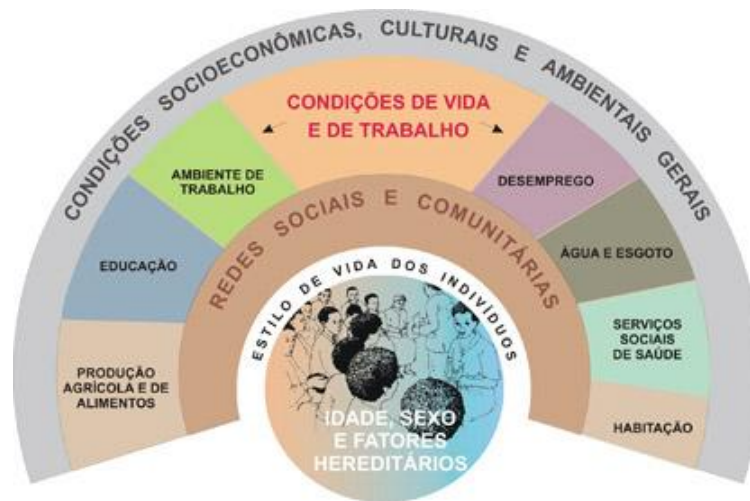 CONDIÇÕES SOCIOECONÔMICAS, CULTURAIS E AMBIENTAIS GERAIS
CONDIÇÕES DE VIDA
E DE TRABALHO
AMBIENTE DE
TRABALHO
DESEMPREGO
EDUCAÇÃO
ÁGUA E ESGOTO
PRODUÇÃO
AGRÍCOLA E DE
ALIMENTOS
SERVIÇOS
SOCIAIS
DE SAÚDE
HABITAÇÃO
REDES SOCIAIS E COMUNITÁRIAS
ESTILO DE VIDA DOS INDIVÍDUOS
IDADE, SEXO
E FATORES
HEREDITÁRIOS